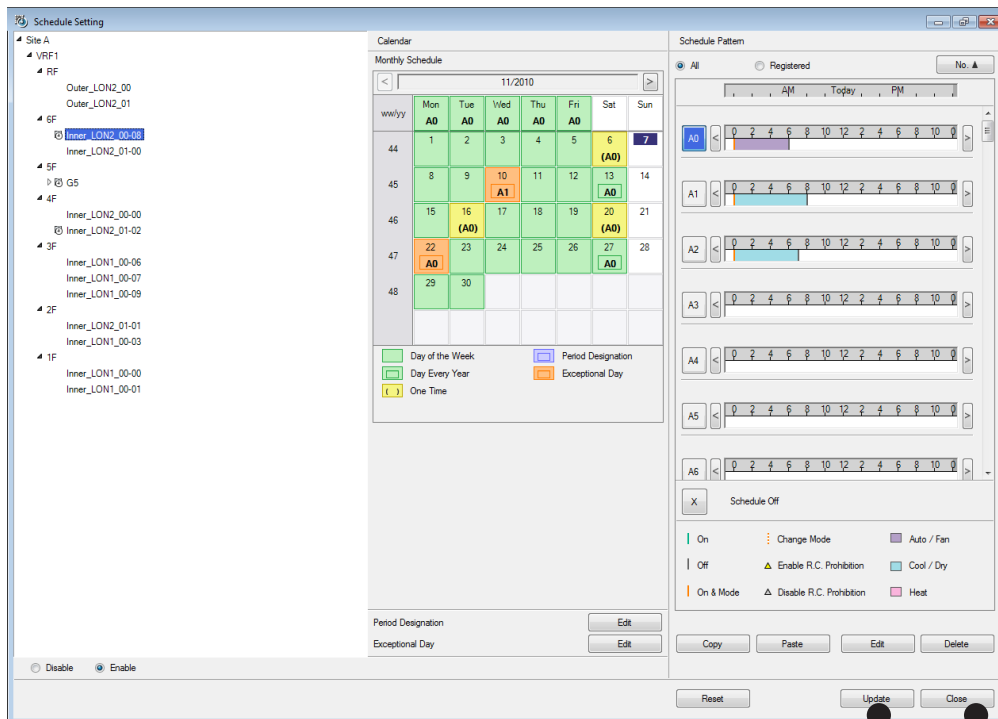 Schedule Setting
Site A
VRF1
RF
Outer_LON2_00
Outer_LON2_01
6F
Inner_LON2_00-08
Inner_LON2_01-00
5F
G5
4F
Inner_LON2_00-00
Inner_LON2_01-02
3F
Inner_LON1_00-06
Inner_LON1_00-07
Inner_LON1_00-09
2F
Inner_LON2_01-01
Inner_LON1_00-03
1F
Inner_LON1_00-00
Inner_LON1_00-01
Disable Enable
Calendar
Monthly Schedule
< 11/2010 >
ww/yy Mon Tue Wed Thu Fri Sat Sun
A0 A0 A0 A0 A0
44 1 2 3 4 5 6 7
(A0)
45 8 9 10 11 12 13 14
A1 A0
46 15 16 17 18 19 20 21
(A0) (A0)
47 22 23 24 25 26 27 28
A0 A0
48 29 30
Day of the Week Period Designation
Day Every Year Exceptional Day
( ) One Time
Period Designation Edit
Exceptional Day Edit
Schedule Pattern
All Registered No. ▲
AM Today PM
A0 < 0 2 4 6 8 10 12 2 4 6 8 10 0 >
A1 < 0 2 4 6 8 10 12 2 4 6 8 10 0 >
A2 < 0 2 4 6 8 10 12 2 4 6 8 10 0 >
A3 < 0 2 4 6 8 10 12 2 4 6 8 10 0 >
A4 < 0 2 4 6 8 10 12 2 4 6 8 10 0 >
A5 < 0 2 4 6 8 10 12 2 4 6 8 10 0 >
A6 < 0 2 4 6 8 10 12 2 4 6 8 10 0 >
X Schedule Off
On Change Mode Auto / Fan
Off Enable R.C. Prohibition Cool / Dry
On & Mode Disable R.C. Prohibition Heat
Copy Paste Edit Delete
Reset Update Close